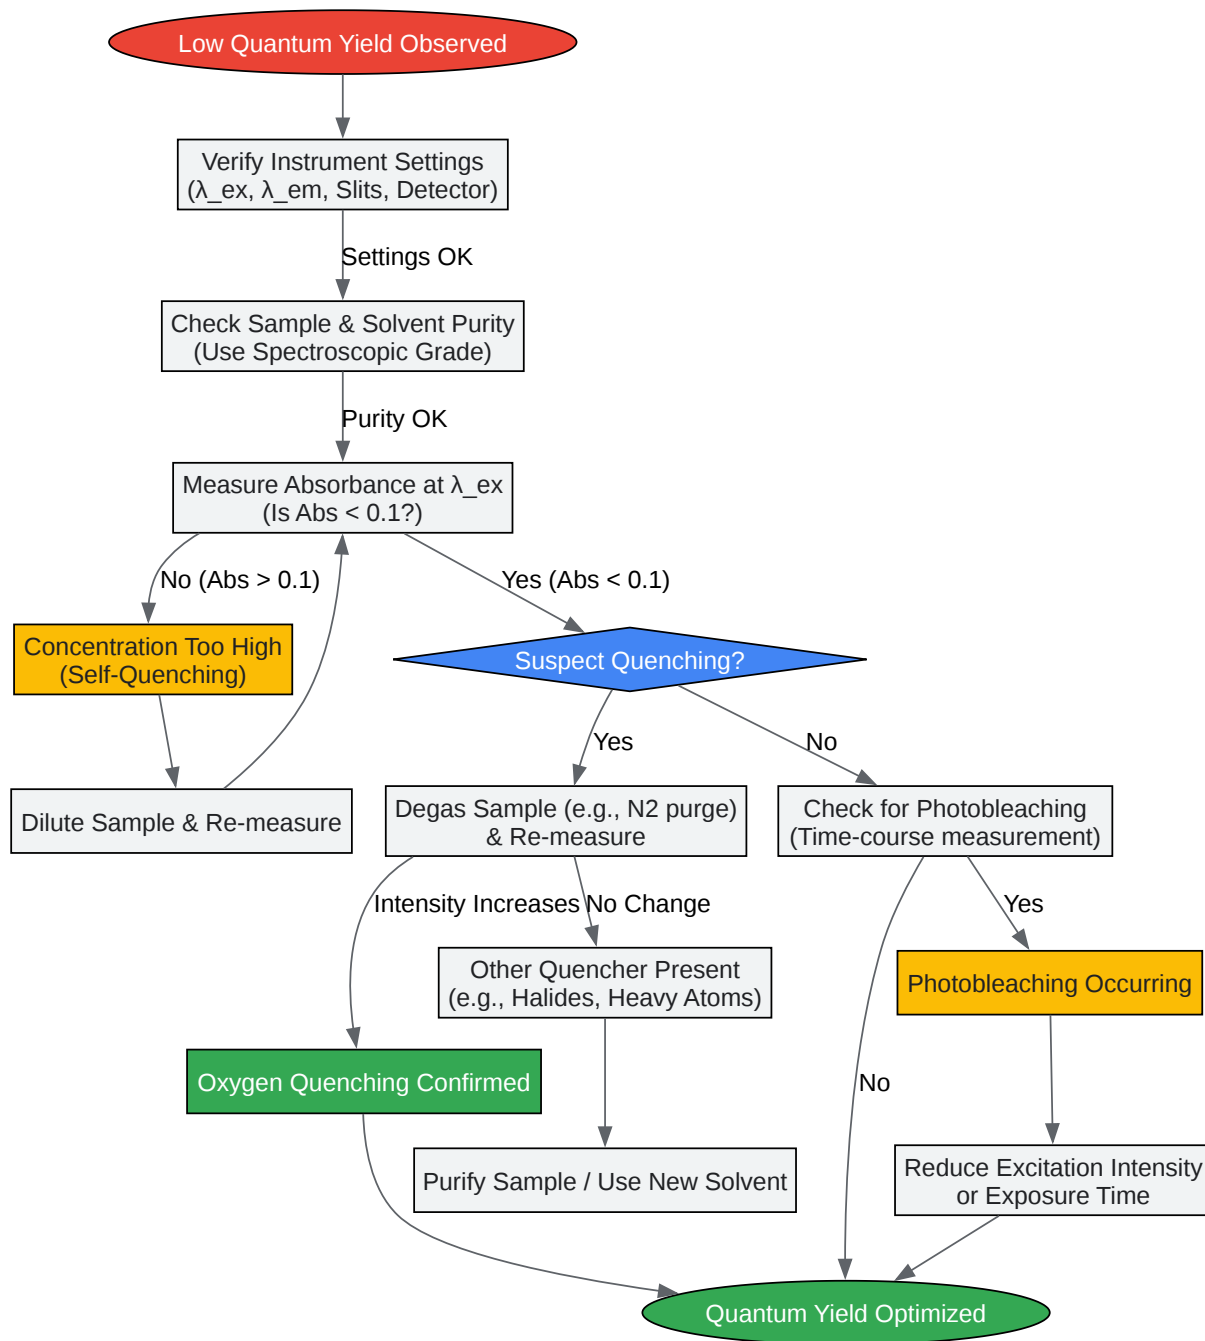 Low Quantum Yield Observed
Verify Instrument Settings
(λ_ex, λ_em, Slits, Detector)
Settings OK
Check Sample & Solvent Purity
(Use Spectroscopic Grade)
Purity OK
Measure Absorbance at λ_ex
(Is Abs < 0.1?)
No (Abs > 0.1)
Yes (Abs < 0.1)
Concentration Too High
(Self-Quenching)
Suspect Quenching?
Yes
No
Dilute Sample & Re-measure
Degas Sample (e.g., N2 purge)
& Re-measure
Check for Photobleaching
(Time-course measurement)
Intensity Increases
No Change
Yes
Other Quencher Present
(e.g., Halides, Heavy Atoms)
Photobleaching Occurring
Oxygen Quenching Confirmed
No
Purify Sample / Use New Solvent
Reduce Excitation Intensity
or Exposure Time
Quantum Yield Optimized